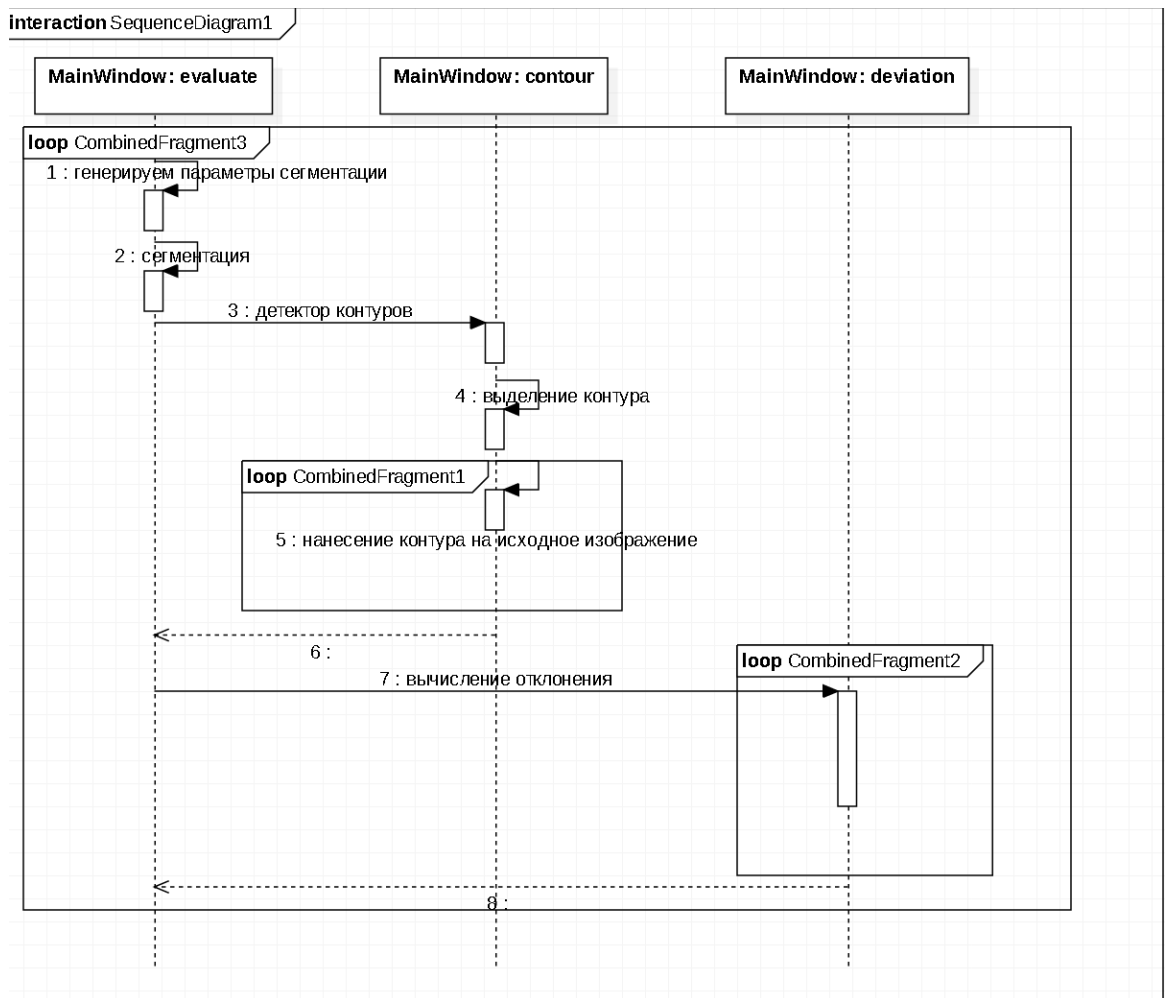 interaction SequenceDiagram1
MainWindow: evaluate
MainWindow: contour
MainWindow: deviation
loop CombinedFragment3
1 : генерируем параметры сегментации
2 : сегментация
3 : детектор контуров
4 : выделение контура
loop CombinedFragment1
5 : нанесение контура на исходное изображение
6 :
loop CombinedFragment2
7 : вычисление отклонения
8 :